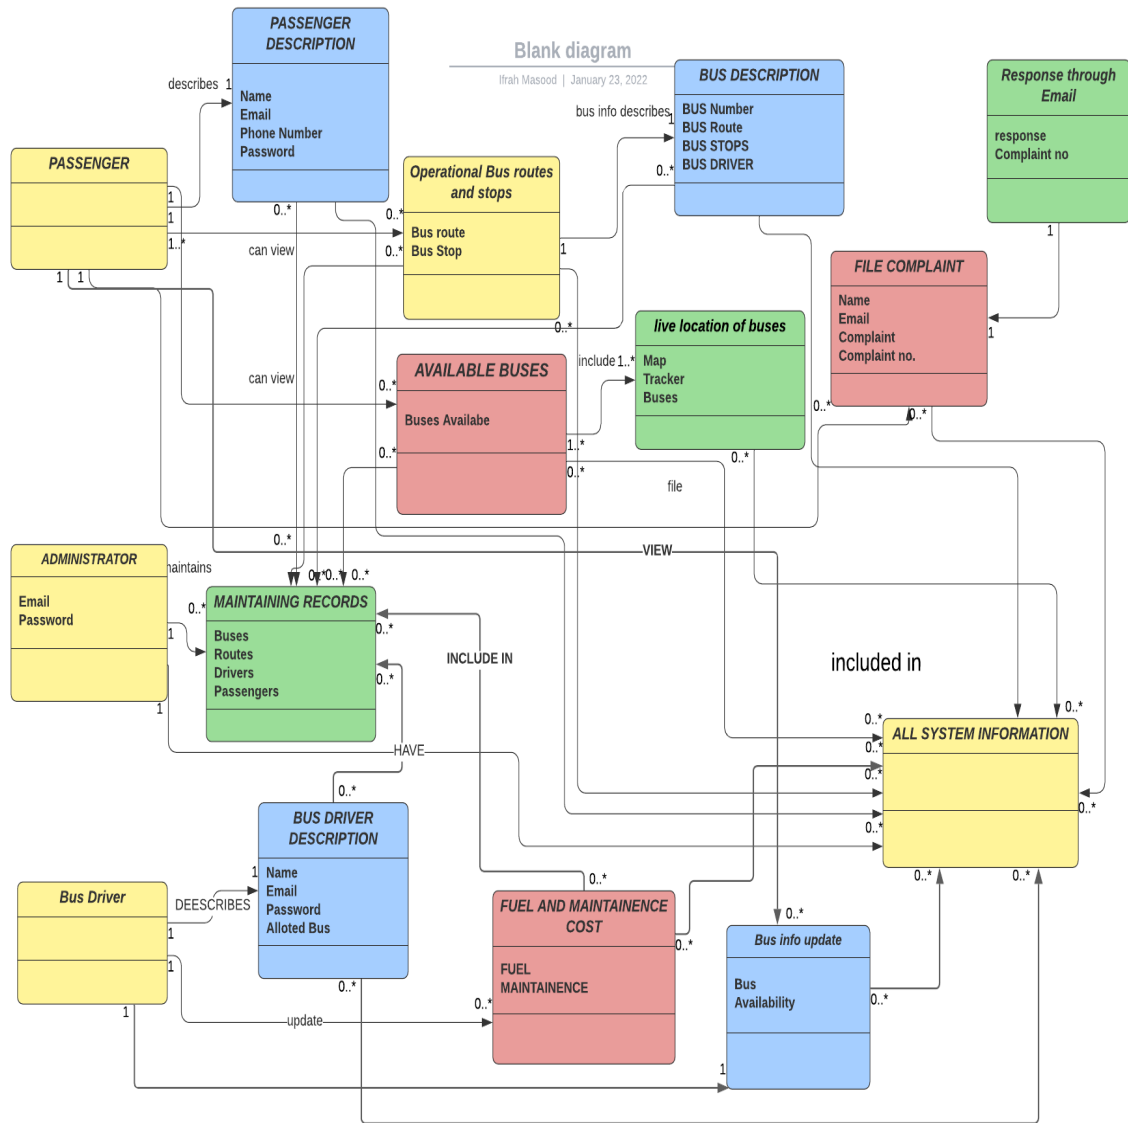 Blank diagram
Ifrah Masood | January 23, 2022
PASSENGER
DESCRIPTION
Name
Email
Phone Number
Password
describes
1
PASSENGER
1
1
1..*
1
1
0..*
can view
can view
Operational Bus routes
and stops
Bus route
Bus Stop
0..*
0..*
1
0..*
bus info describes
1
0..*
BUS DESCRIPTION
BUS Number
BUS Route
BUS STOPS
BUS DRIVER
Response through
Email
response
Complaint no
1
1
FILE COMPLAINT
Name
Email
Complaint
Complaint no.
0..*
0..*
live location of buses
Map
Tracker
Buses
include
1..*
0..*
AVAILABLE BUSES
Buses Availabe
0..*
0..*
1..*
0..*
file
VIEW
ADMINISTRATOR
Email
Password
aintains
0..*
1
1
0..*
0..*
0..*
0..*
MAINTAINING RECORDS
Buses
Routes
Drivers
Passengers
0..*
0..*
INCLUDE IN
HAVE
included in
0..*
0..*
0..*
0..*
0..*
0..*
0..*
0..*
ALL SYSTEM INFORMATION
0..*
BUS DRIVER
DESCRIPTION
Name
Email
Password
Alloted Bus
1
0..*
Bus Driver
DEESCRIBES
1
1
1
update
0..*
0..*
FUEL AND MAINTAINENCE
COST
FUEL
MAINTAINENCE
0..*
0..*
Bus info update
Bus
Availability
0..*
1